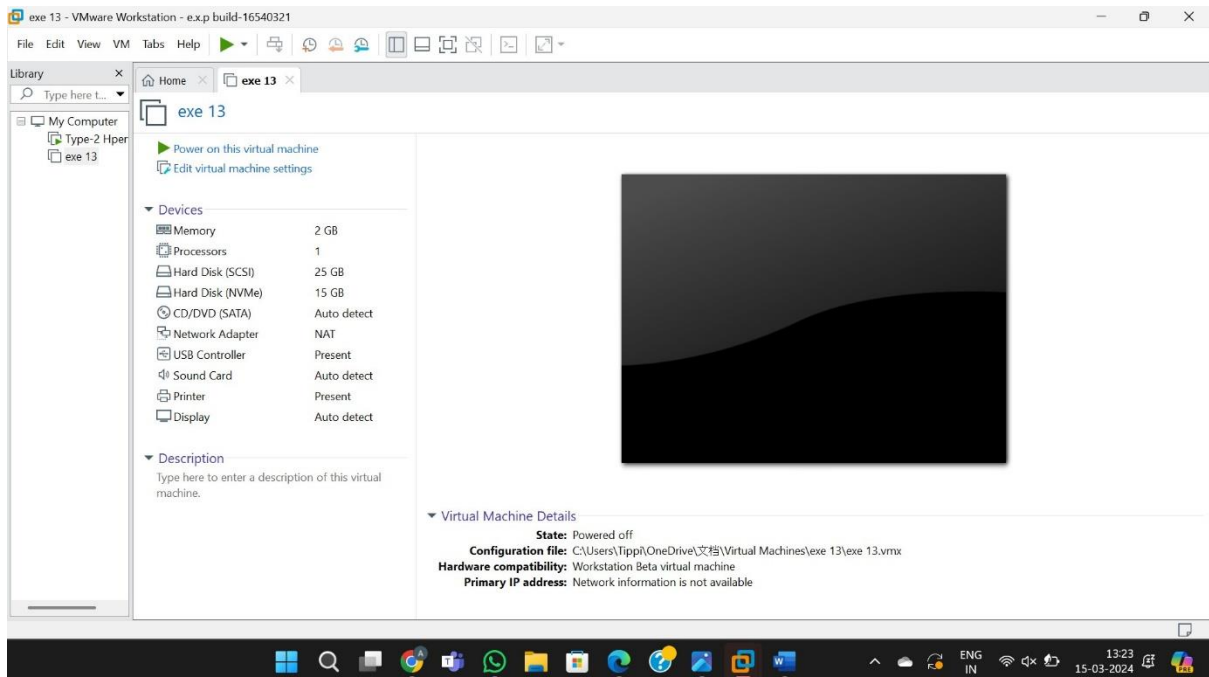 exe 13 - VMware Workstation - e.x.p build-16540321
File Edit View VM Tabs Help
Library
Type here t...
My Computer
Type-2 Hper
exe 13
Home
exe 13
exe 13
Power on this virtual machine
Edit virtual machine settings
Devices
Memory 2 GB
Processors 1
Hard Disk (SCSI) 25 GB
Hard Disk (NVMe) 15 GB
CD/DVD (SATA) Auto detect
Network Adapter NAT
USB Controller Present
Sound Card Auto detect
Printer Present
Display Auto detect
Description
Type here to enter a description of this virtual
machine.
Virtual Machine Details
State: Powered off
Configuration file: C:\Users\Tippi\OneDrive\文档\Virtual Machines\exe 13\exe 13.vmx
Hardware compatibility: Workstation Beta virtual machine
Primary IP address: Network information is not available
ENG
IN
13:23
15-03-2024
PRE